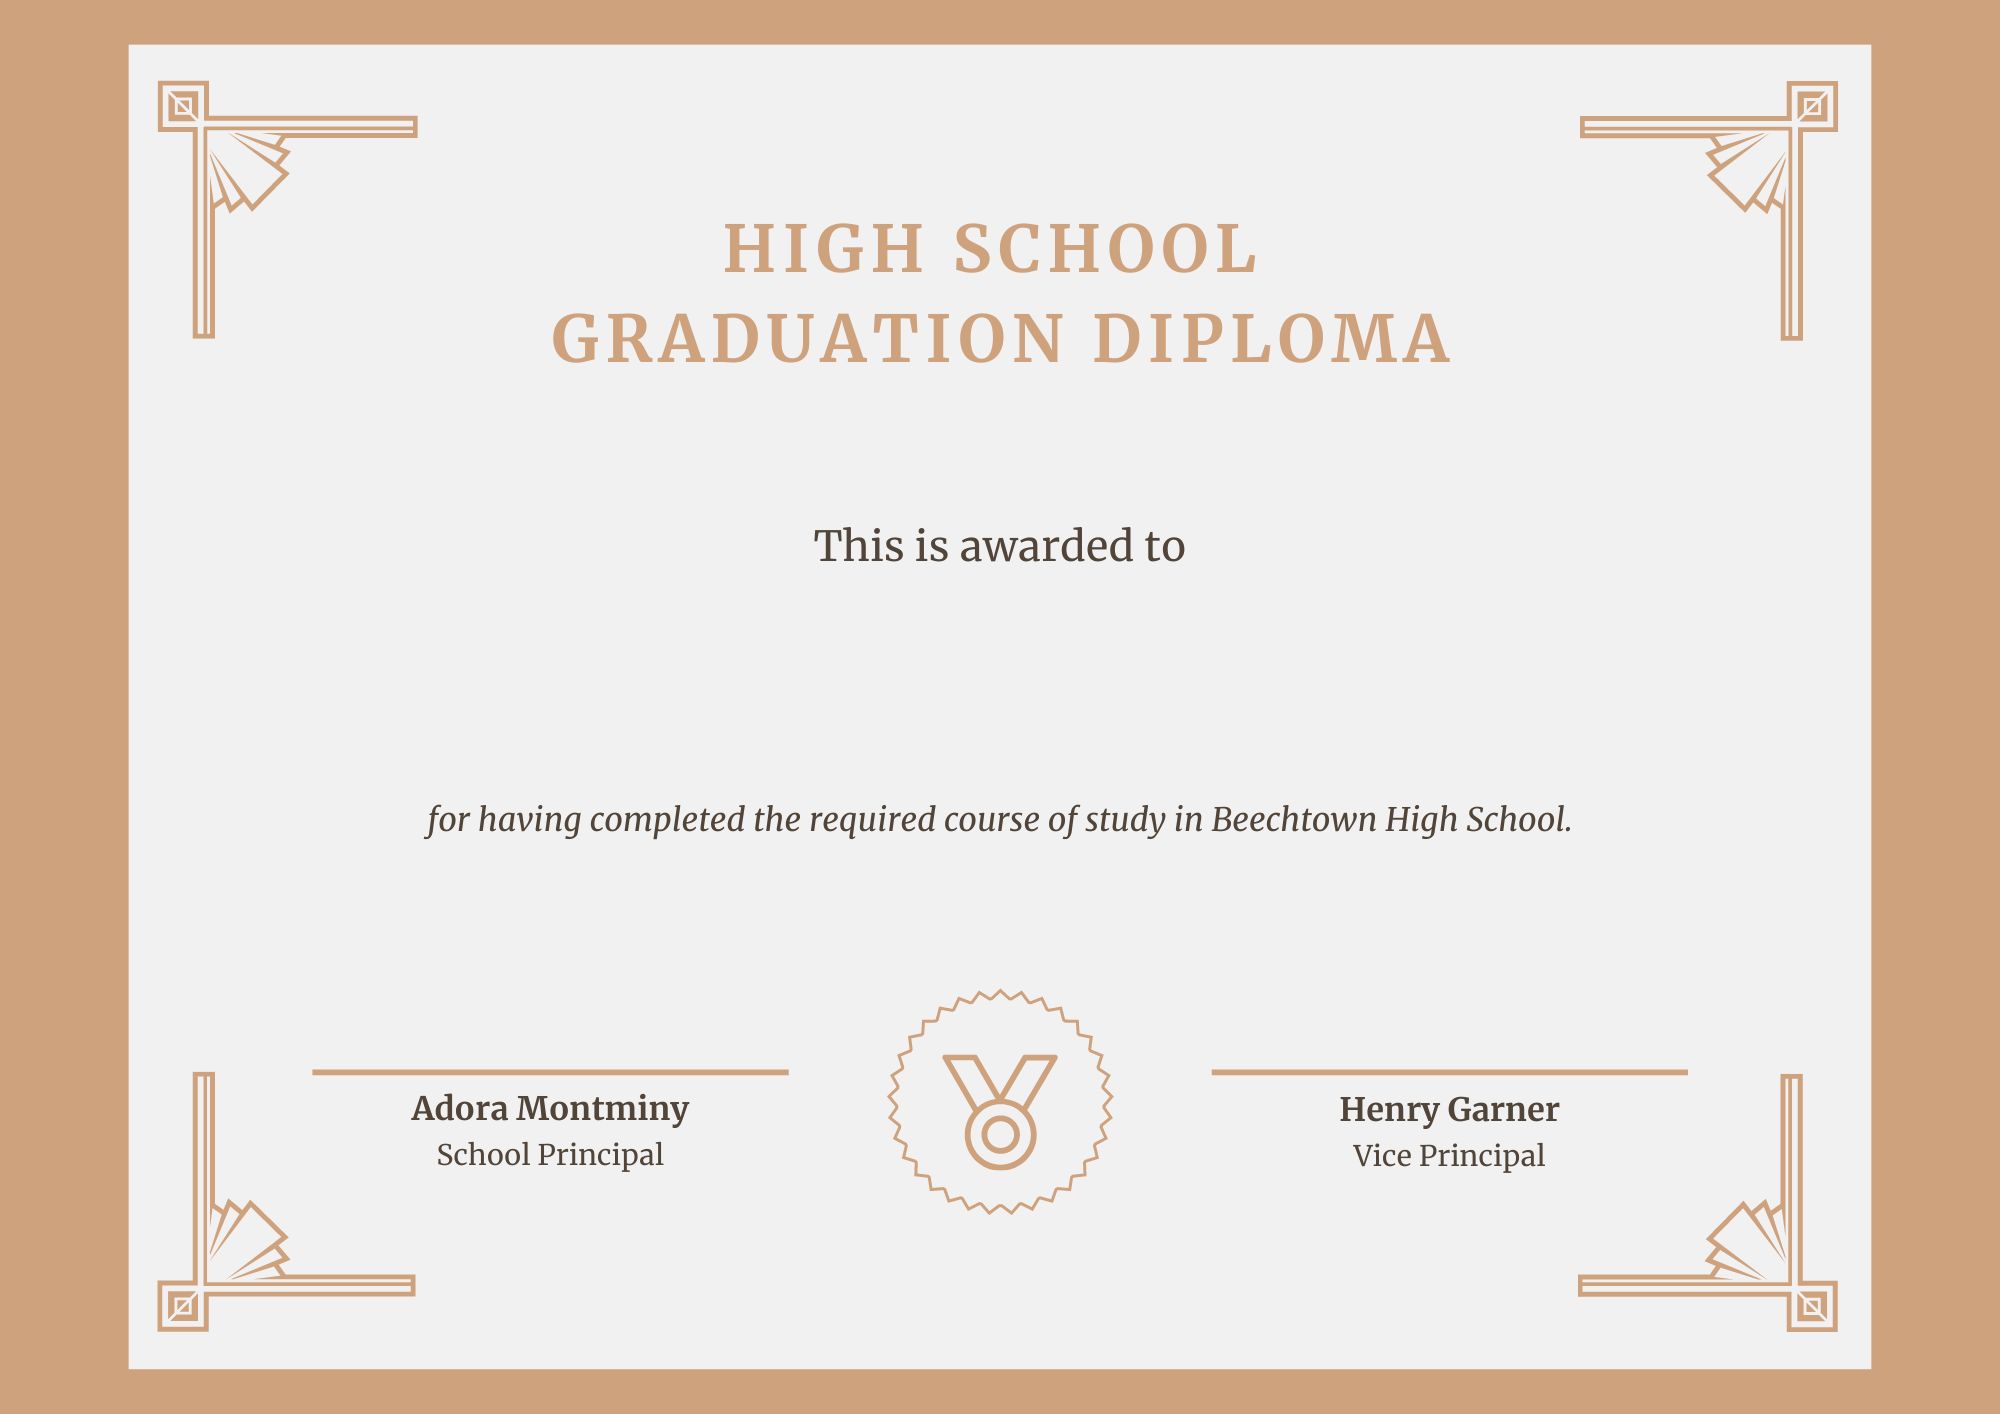 HIGH SCHOOL
GRADUATION DIPLOMA
This is awarded to
for having completed the required course of study in Beechtown High School.
Adora Montminy
School Principal
Henry Garner
Vice Principal